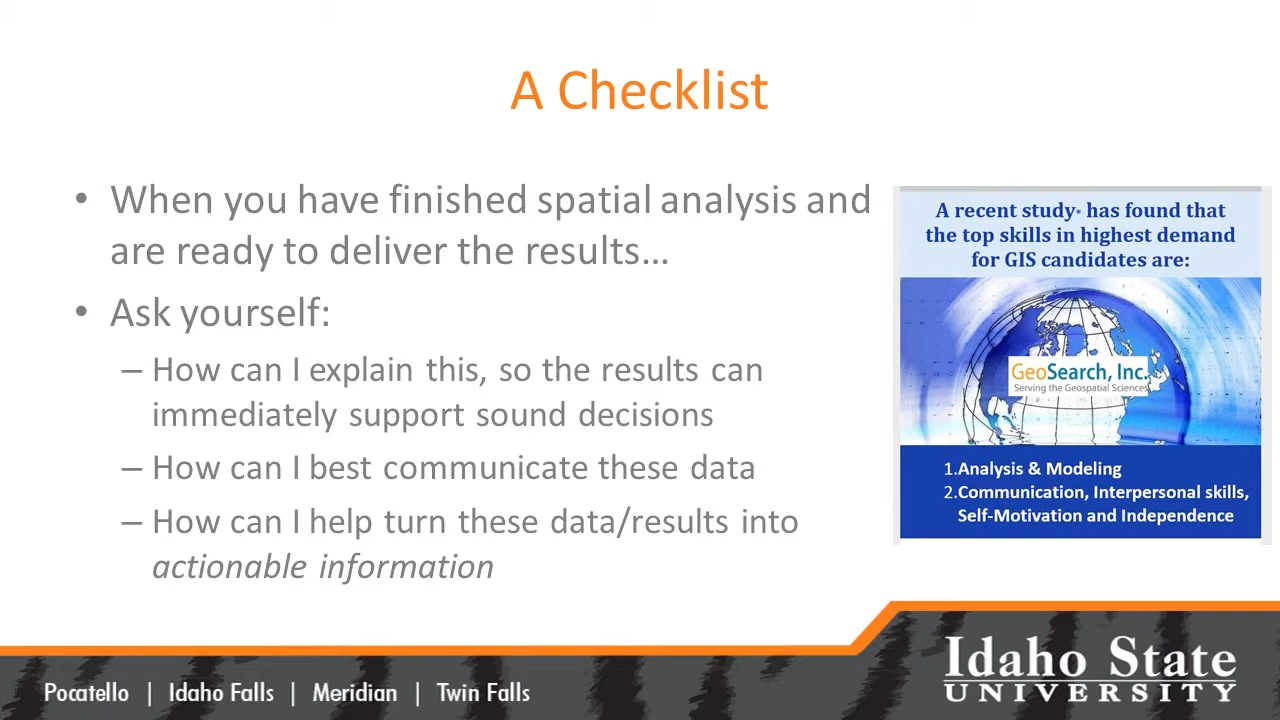 A Checklist
• When you have finished spatial analysis and
are ready to deliver the results…
• Ask yourself:
– How can I explain this, so the results can
immediately support sound decisions
– How can I best communicate these data
– How can I help turn these data/results into
actionable information
A recent study* has found that
the top skills in highest demand
for GIS candidates are:
GeoSearch, Inc.
Serving the Geospatial Sciences
1.Analysis & Modeling
2.Communication, Interpersonal skills,
Self-Motivation and Independence
Idaho State
UNIVERSITY
Pocatello | Idaho Falls | Meridian | Twin Falls